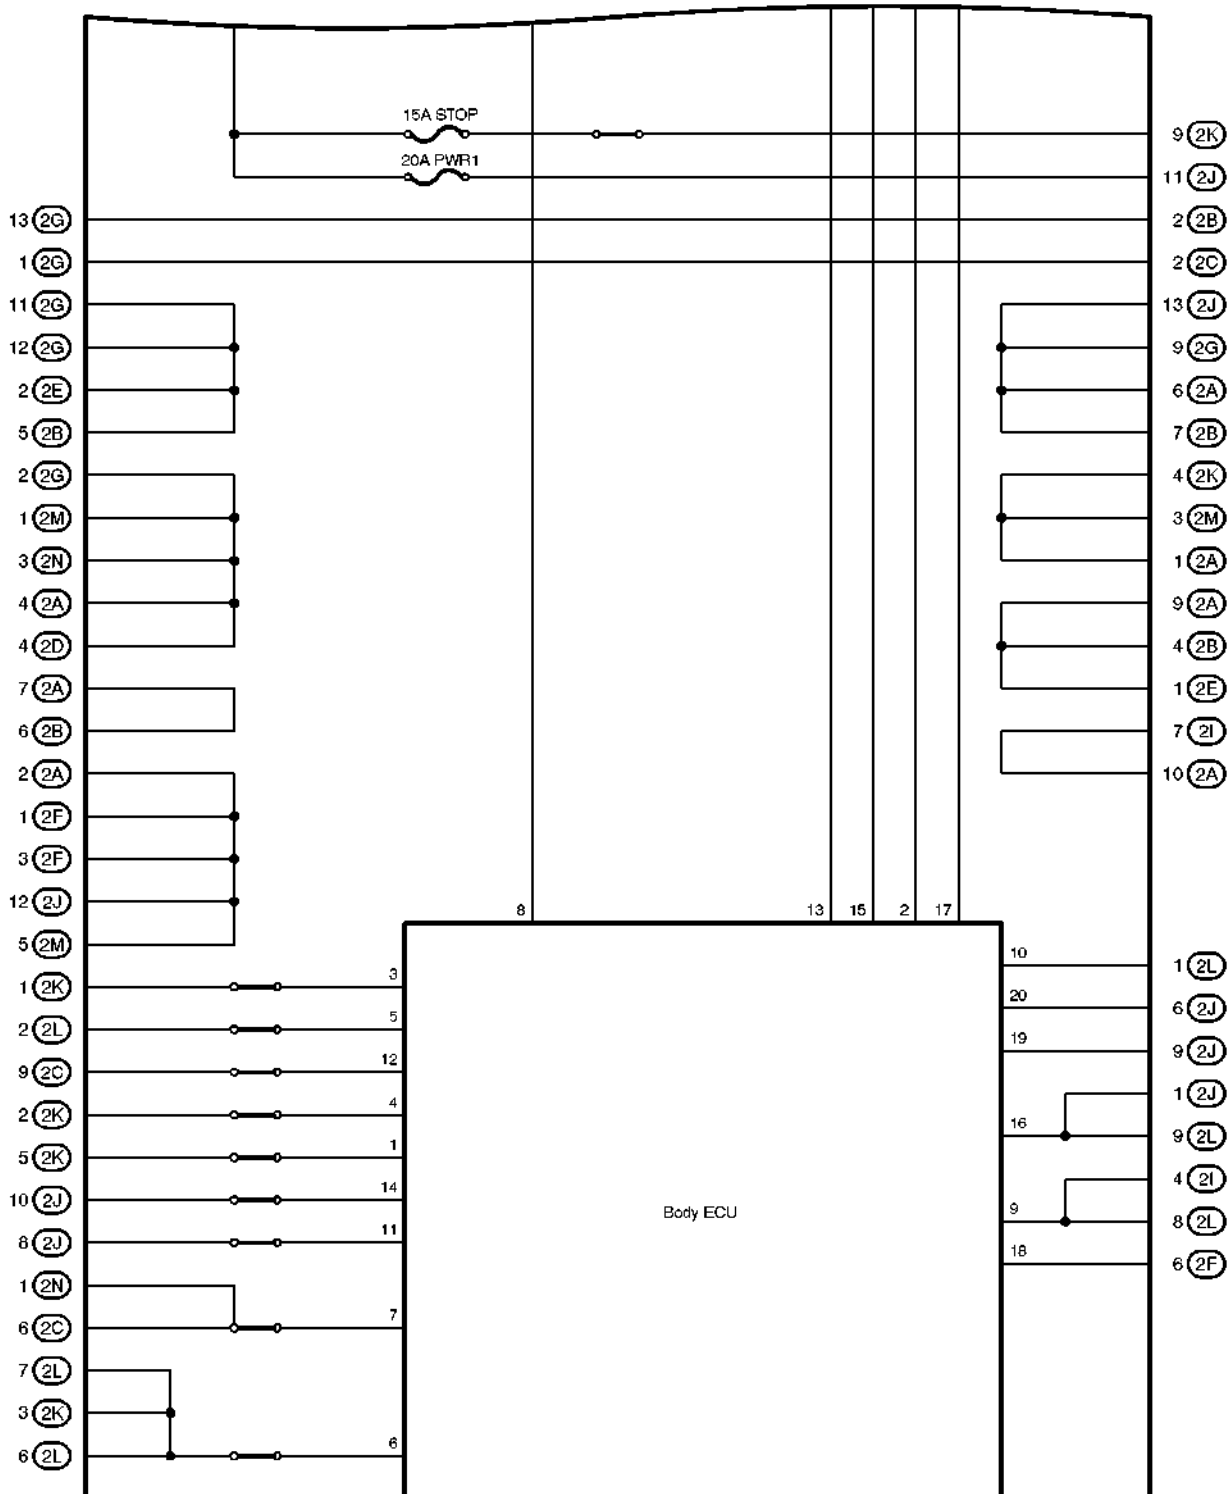 15A STOP
9 2K
20A PWR1
11 2J
13 2G
2 2B
1 2G
2 2C
11 2G
13 2J
12 2G
9 2G
2 2E
6 2A
5 2B
7 2B
2 2G
4 2K
1 2M
3 2M
3 2N
1 2A
4 2A
9 2A
4 2D
4 2B
7 2A
1 2E
6 2B
7 2I
2 2A
10 2A
1 2F
3 2F
12 2J
8 13 15 2 17
5 2M
10 1 2L
1 2K 3
20 6 2J
2 2L 5
19 9 2J
9 2C 12
1 2J
2 2K 4
16 9 2L
5 2K 1
4 2I
10 2J 14
Body ECU
9 8 2L
8 2J 11
18 6 2F
1 2N
6 2C 7
7 2L
3 2K
6 2L 6